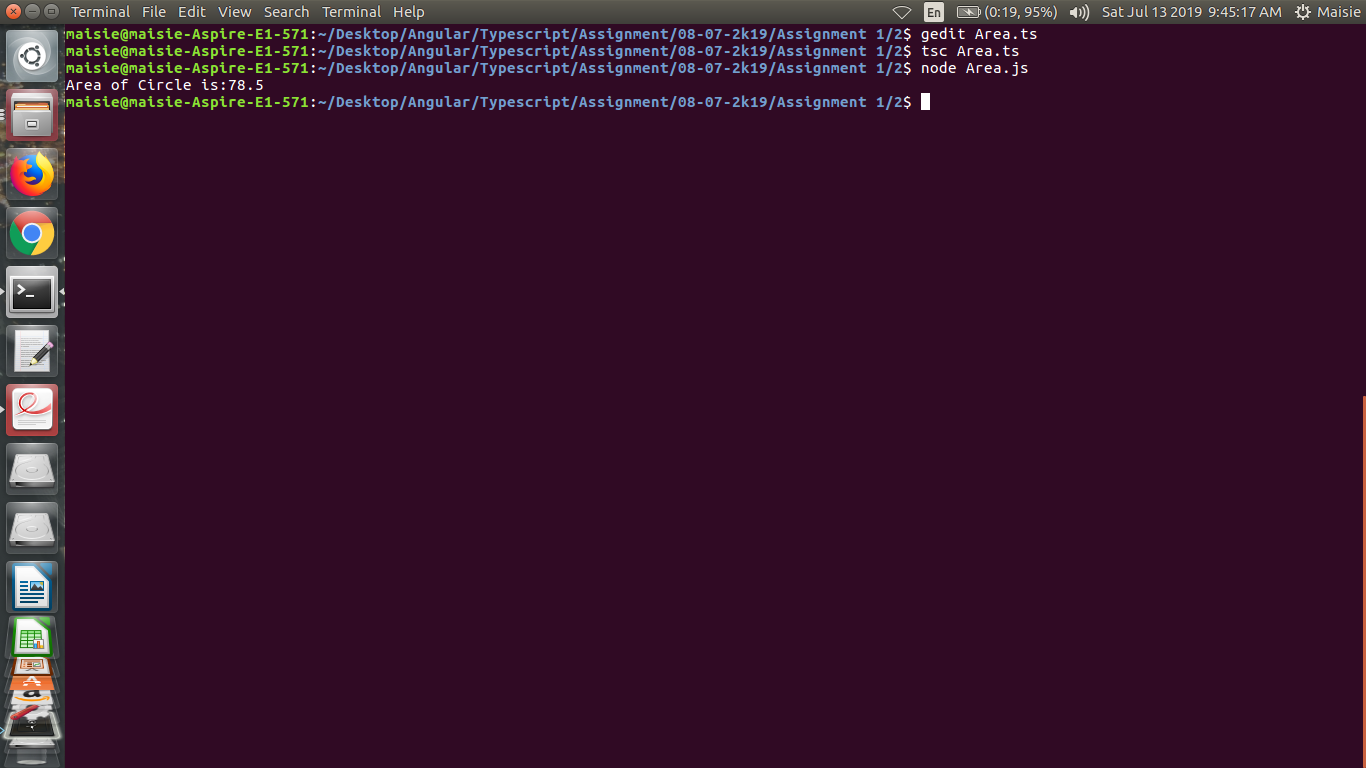 Terminal File Edit View Search Terminal Help En (0:19, 95%) Sat Jul 13 2019 9:45:17 AM Maisie
maisie@maisie-Aspire-E1-571:~/Desktop/Angular/Typescript/Assignment/08-07-2k19/Assignment 1/2$ gedit Area.ts
maisie@maisie-Aspire-E1-571:~/Desktop/Angular/Typescript/Assignment/08-07-2k19/Assignment 1/2$ tsc Area.ts
maisie@maisie-Aspire-E1-571:~/Desktop/Angular/Typescript/Assignment/08-07-2k19/Assignment 1/2$ node Area.js
Area of Circle is:78.5
maisie@maisie-Aspire-E1-571:~/Desktop/Angular/Typescript/Assignment/08-07-2k19/Assignment 1/2$